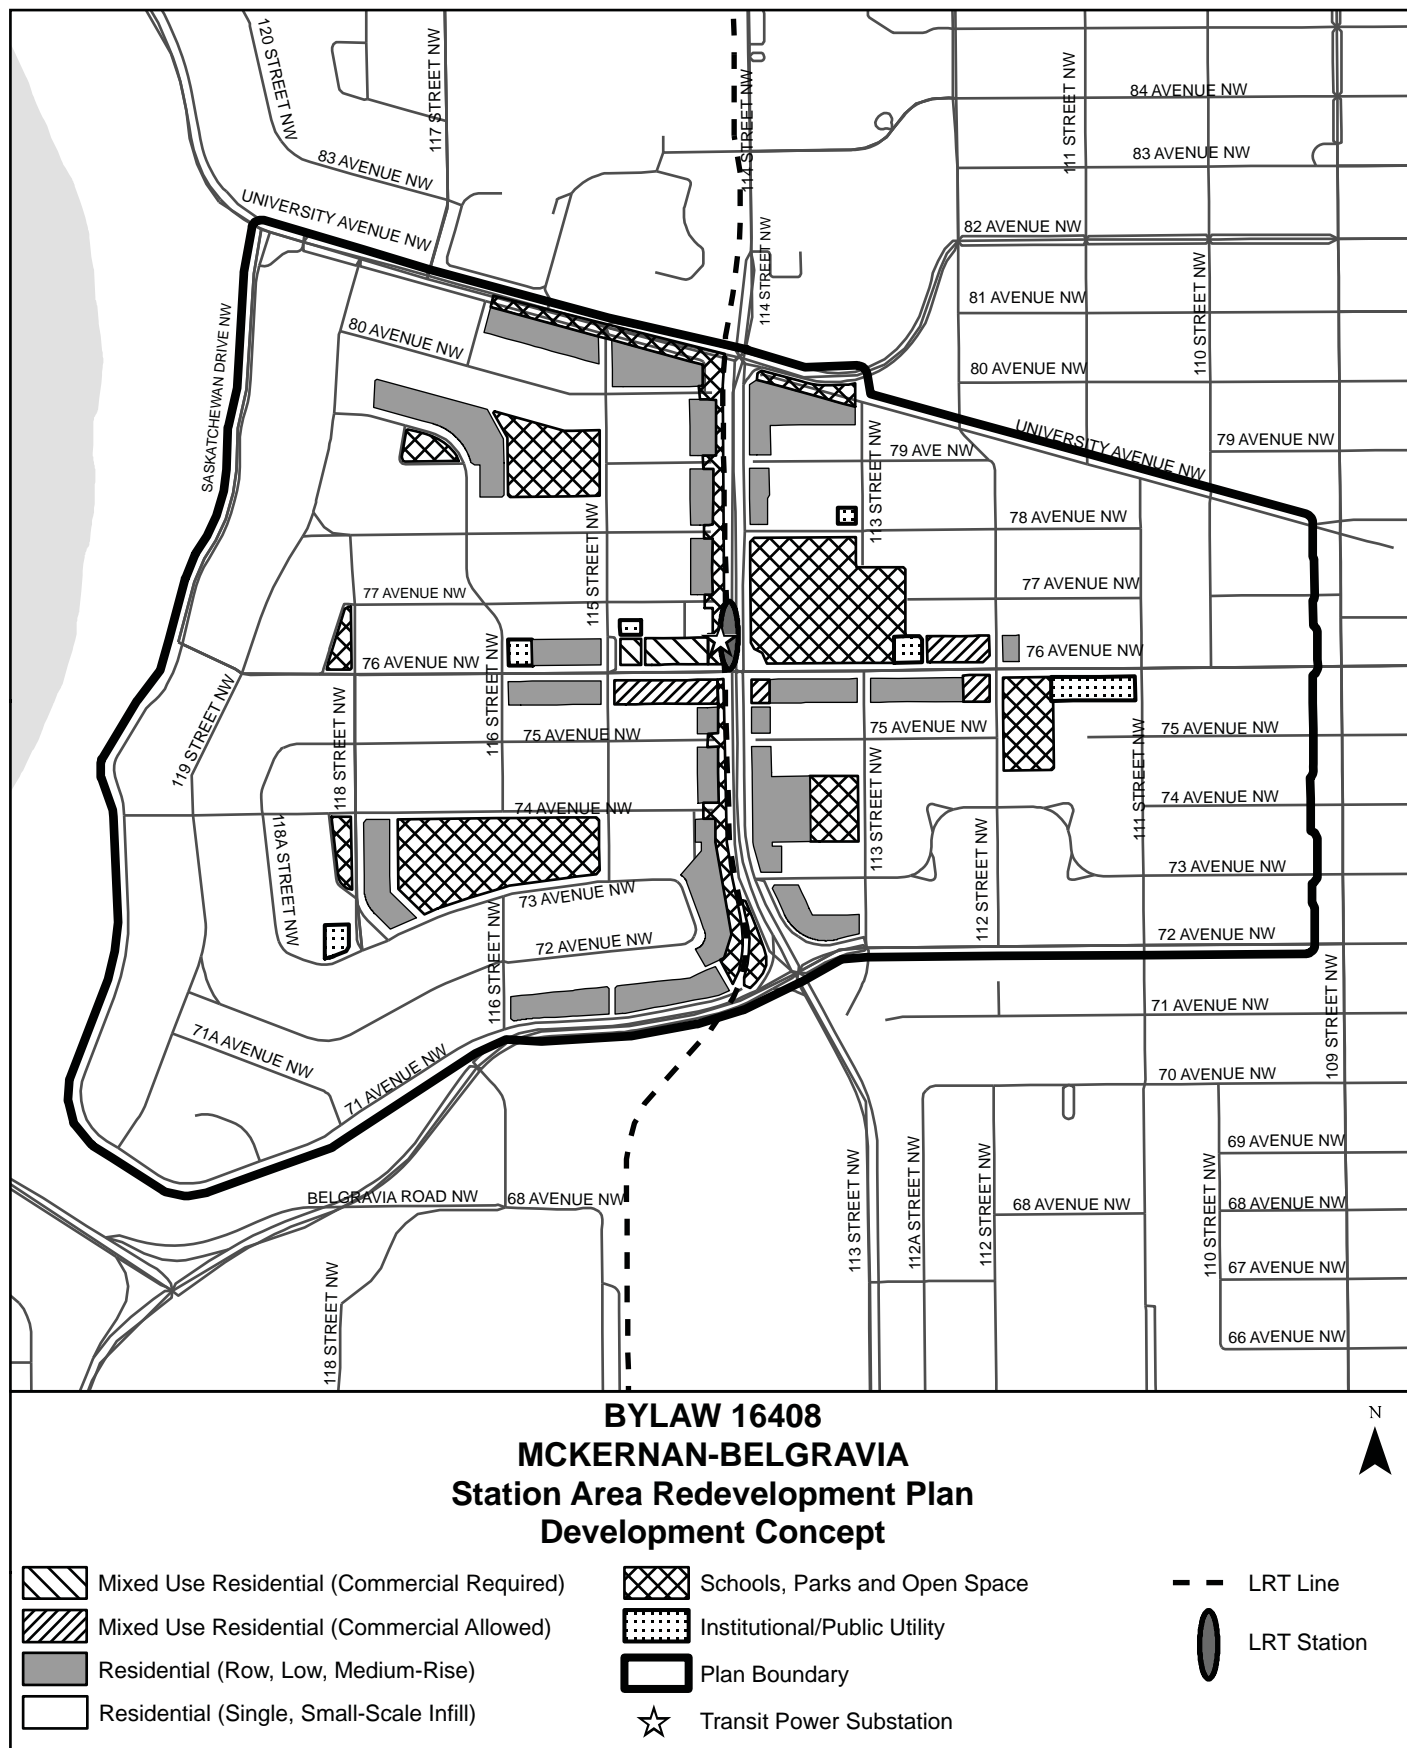 120 STREET NW
117 STREET NW
114 STREET NW
111 STREET NW
84 AVENUE NW
83 AVENUE NW
83 AVENUE NW
UNIVERSITY AVENUE NW
82 AVENUE NW
114 STREET NW
110 STREET NW
81 AVENUE NW
SASKATCHEWAN DRIVE NW
80 AVENUE NW
80 AVENUE NW
UNIVERSITY AVENUE NW
79 AVENUE NW
79 AVE NW
113 STREET NW
115 STREET NW
78 AVENUE NW
77 AVENUE NW
77 AVENUE NW
76 AVENUE NW
76 AVENUE NW
116 STREET NW
119 STREET NW
118 STREET NW
75 AVENUE NW
75 AVENUE NW
75 AVENUE NW
111 STREET NW
113 STREET NW
74 AVENUE NW
74 AVENUE NW
118A STREET NW
73 AVENUE NW
73 AVENUE NW
112 STREET NW
116 STREET NW
72 AVENUE NW
72 AVENUE NW
109 STREET NW
71A AVENUE NW
71 AVENUE NW
71 AVENUE NW
70 AVENUE NW
69 AVENUE NW
BELGRAVIA ROAD NW
68 AVENUE NW
113 STREET NW
112A STREET NW
112 STREET NW
68 AVENUE NW
110 STREET NW
68 AVENUE NW
67 AVENUE NW
118 STREET NW
66 AVENUE NW
BYLAW 16408
MCKERNAN-BELGRAVIA
Station Area Redevelopment Plan
Development Concept
N
Mixed Use Residential (Commercial Required)
Mixed Use Residential (Commercial Allowed)
Residential (Row, Low, Medium-Rise)
Residential (Single, Small-Scale Infill)
Schools, Parks and Open Space
Institutional/Public Utility
Plan Boundary
Transit Power Substation
LRT Line
LRT Station